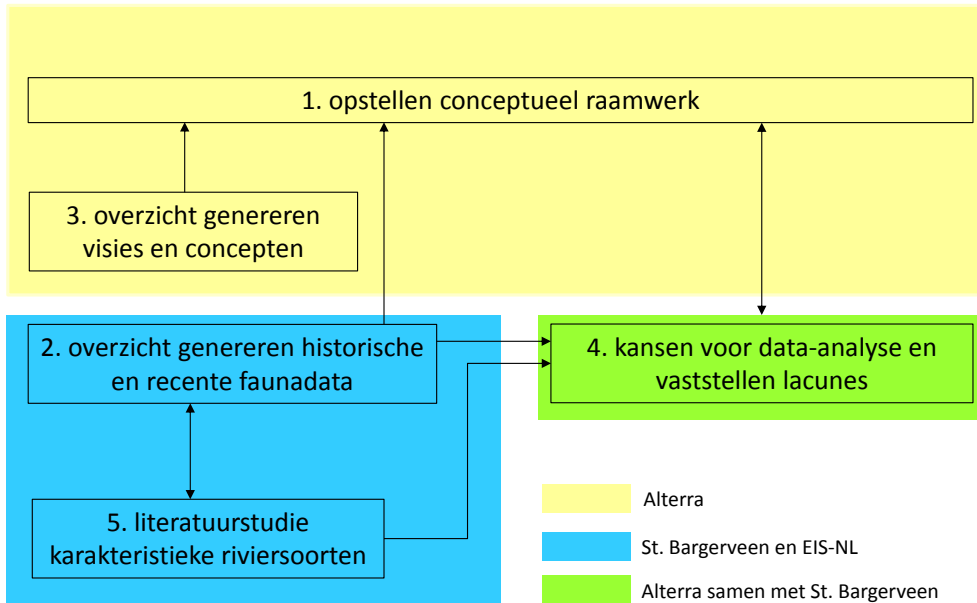 1. opstellen conceptueel raamwerk
3. overzicht genereren
visies en concepten
2. overzicht genereren historische
en recente faunadata
4. kansen voor data-analyse en
vaststellen lacunes
5. literatuurstudie
karakteristieke riviersoorten
Alterra
St. Bargerveen en EIS-NL
Alterra samen met St. Bargerveen